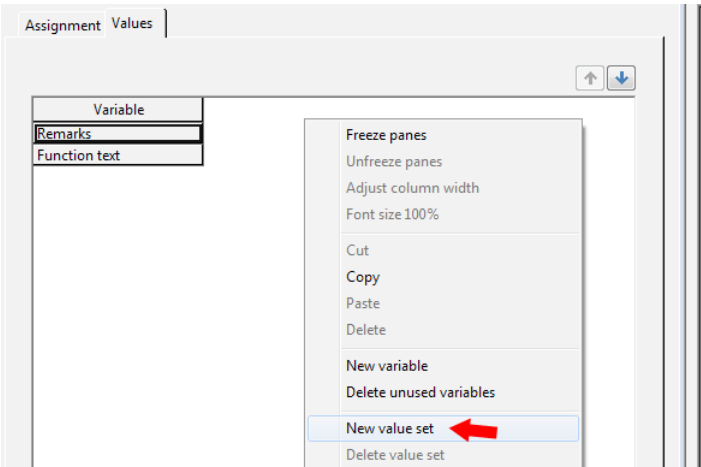 Assignment Values
Variable
Remarks
Function text
Freeze panes
Unfreeze panes
Adjust column width
Font size 100%
Cut
Copy
Paste
Delete
New variable
Delete unused variables
New value set
Delete value set